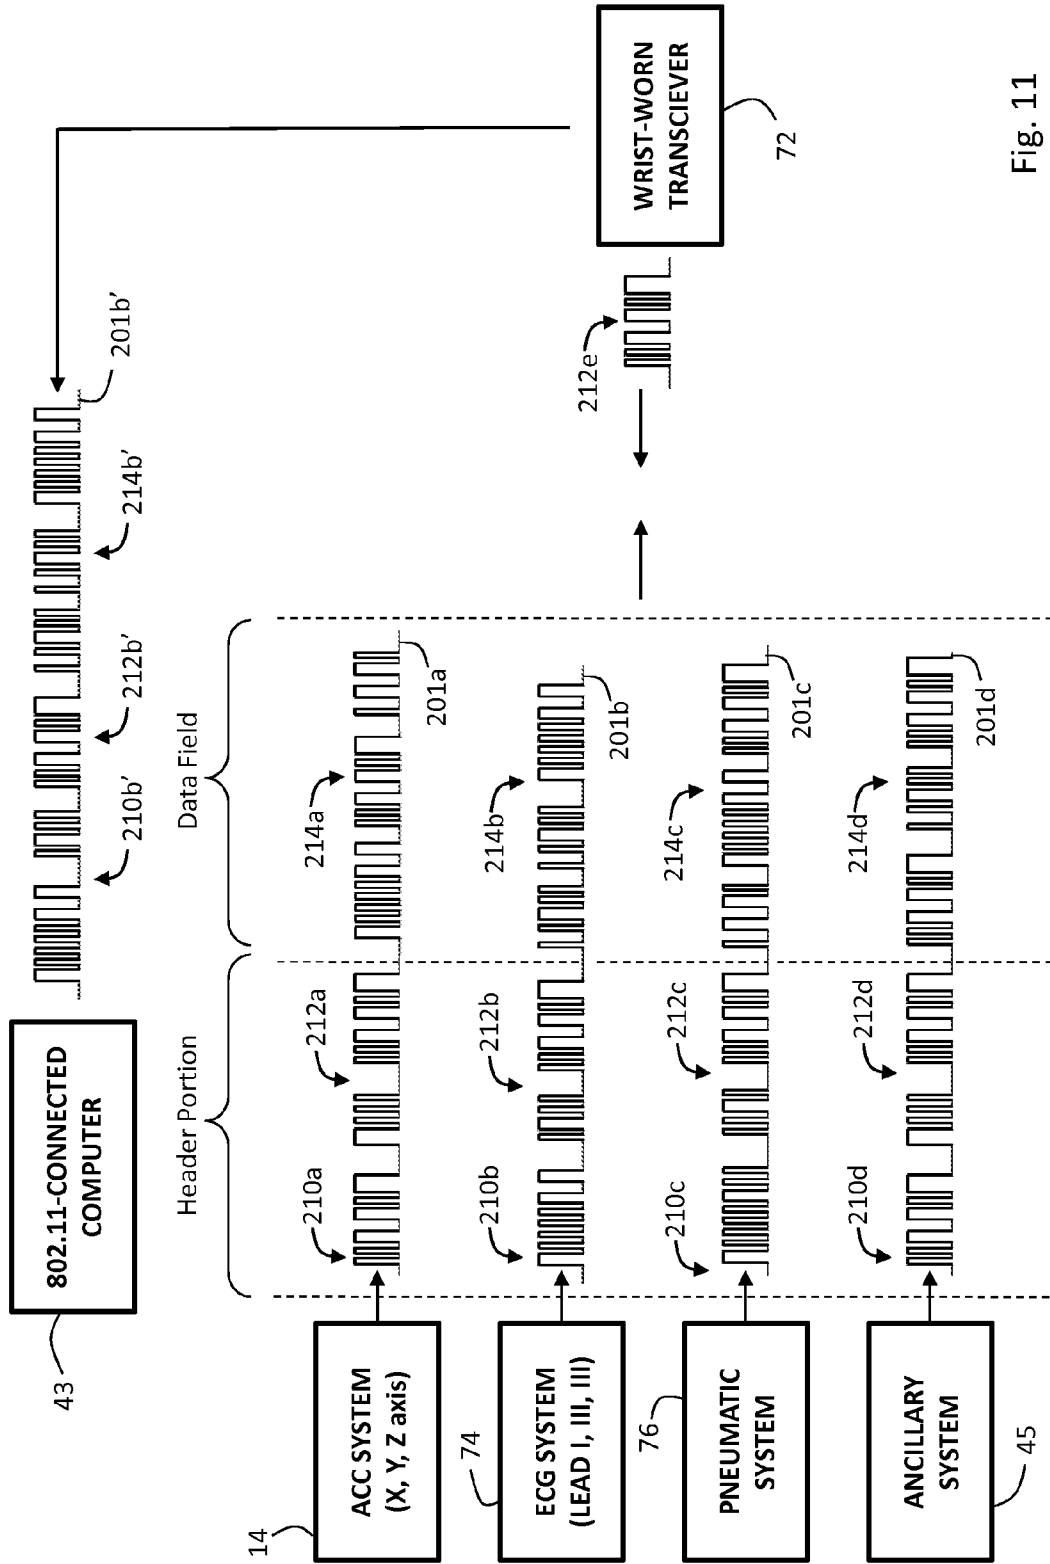 802.11-CONNECTED
COMPUTER
43
210b'
212b'
214b'
201b'
Header Portion
Data Field
ACC SYSTEM
(X, Y, Z axis)
14
210a
212a
214a
201a
ECG SYSTEM
(LEAD I, III, III)
74
210b
212b
214b
201b
PNEUMATIC
SYSTEM
76
210c
212c
214c
201c
ANCILLARY
SYSTEM
45
210d
212d
214d
201d
212e
WRIST-WORN
TRANSCIEVER
72
Fig. 11